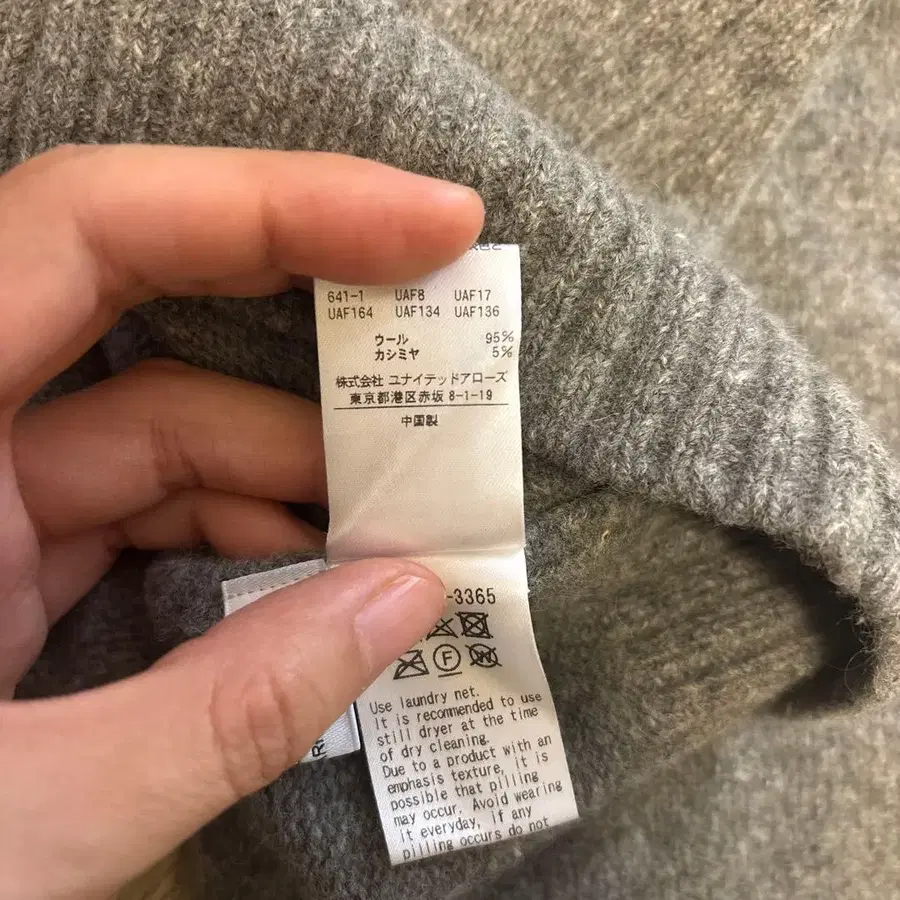 641-1 UAF8 UAF17
UAF164 UAF134 UAF136
ウール 95%
カシミヤ 5%
株式会社 ユナイテッドアローズ
東京都港区赤坂 8-1-19
中国製
-3365
F
W
Use laundry net.
It is recommended to use
still dryer at the time
of dry cleaning.
Due to a product with an
emphasis texture, it is
possible that pilling
may occur. Avoid wearing
it everyday, if any
pilling occurs do not